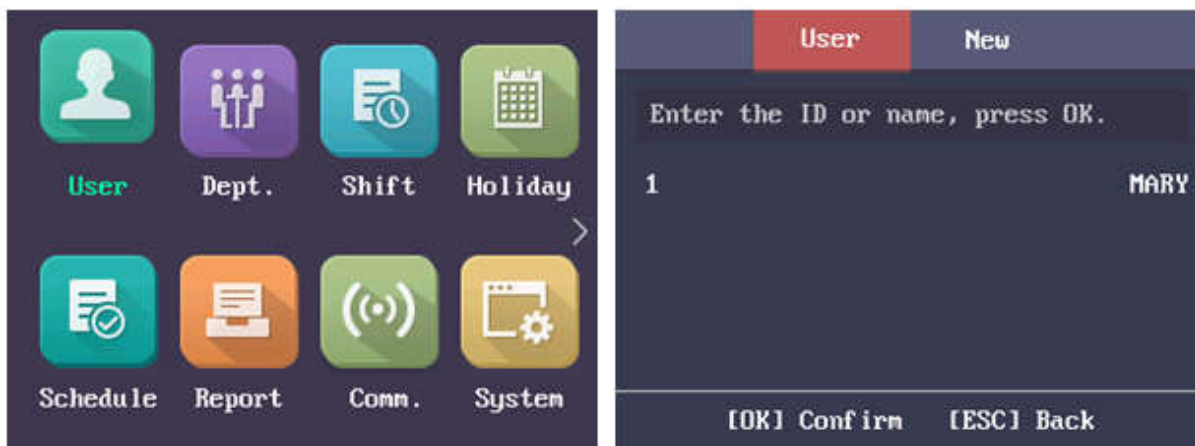 User Dept. Shift Holiday
Schedule Report Comm. System
User New
Enter the ID or name, press OK.
1 MARY
[OK] Confirm [ESC] Back